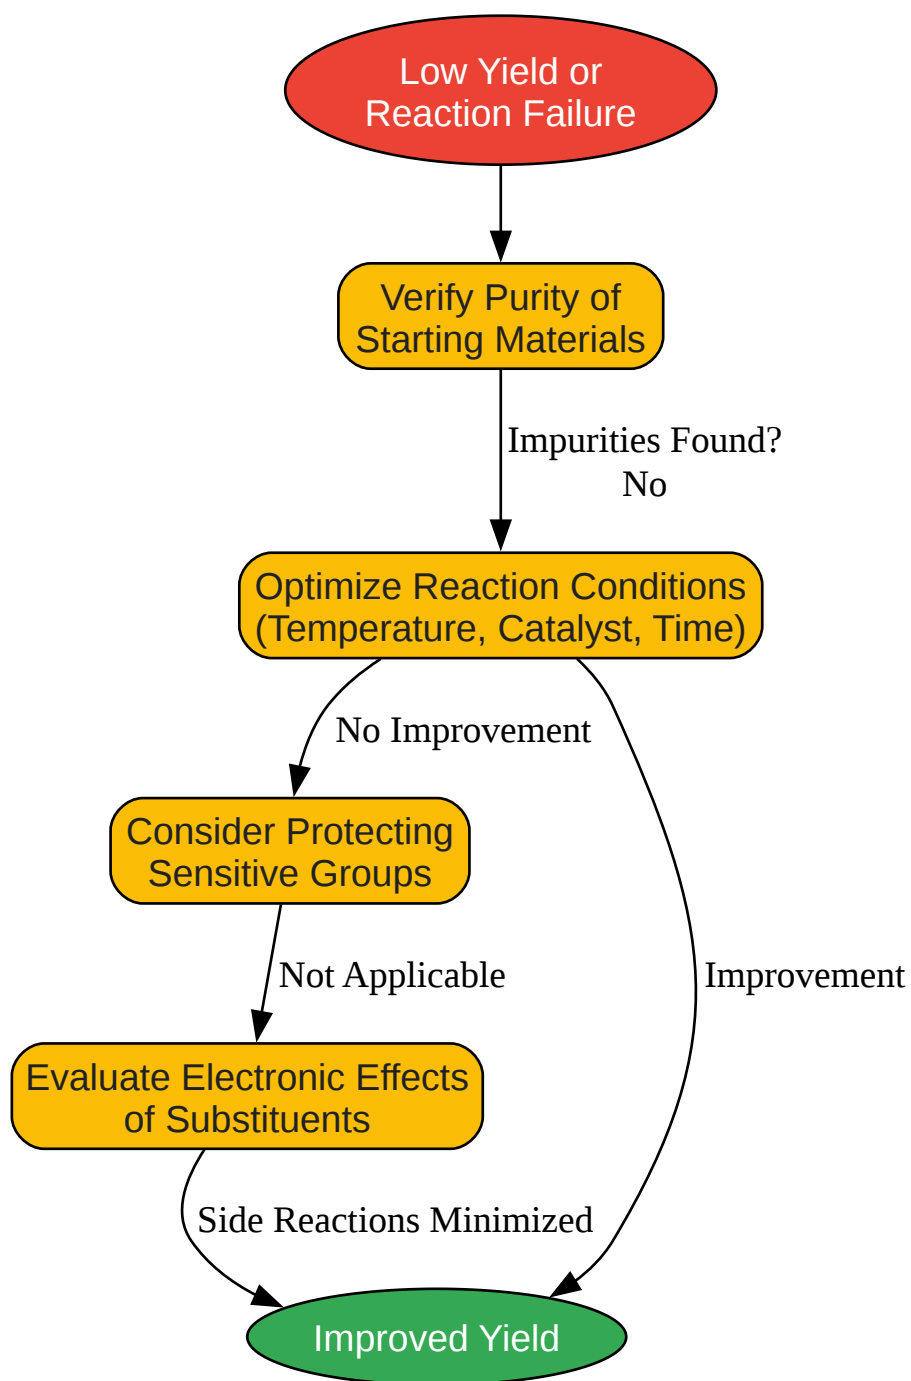 Low Yield or
Reaction Failure
Verify Purity of
Starting Materials
Impurities Found?
No
Optimize Reaction Conditions
(Temperature, Catalyst, Time)
No Improvement
Consider Protecting
Sensitive Groups
Not Applicable
Improvement
Evaluate Electronic Effects
of Substituents
Side Reactions Minimized
Improved Yield